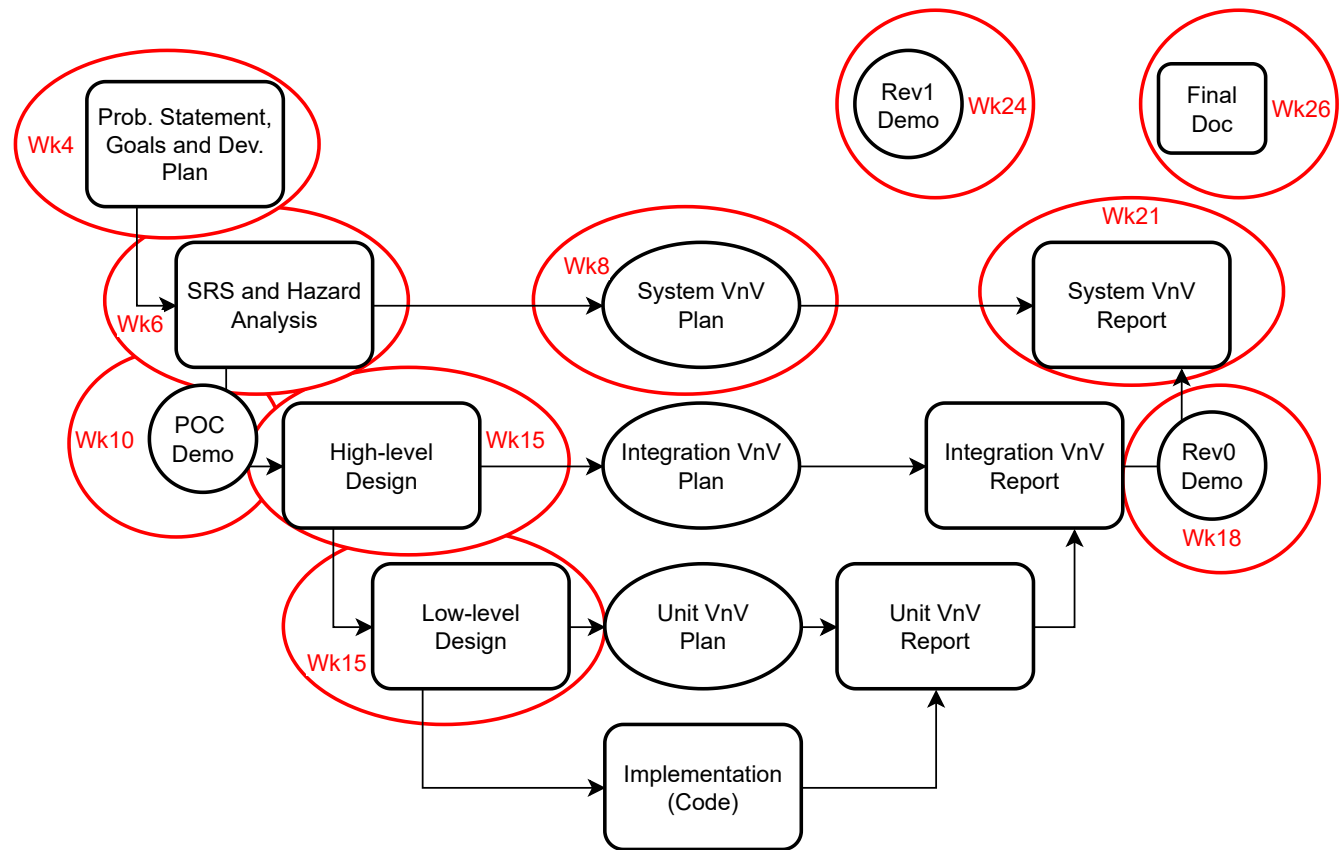 Prob. Statement,
Goals and Dev.
Plan
Wk4
Rev1
Demo
Wk24
Final
Doc
Wk26
SRS and Hazard
Analysis
Wk6
Wk8
System VnV
Plan
Wk21
System VnV
Report
Wk10
POC
Demo
High-level
Design
Wk15
Integration VnV
Plan
Integration VnV
Report
Rev0
Demo
Wk18
Low-level
Design
Wk15
Unit VnV
Plan
Unit VnV
Report
Implementation
(Code)